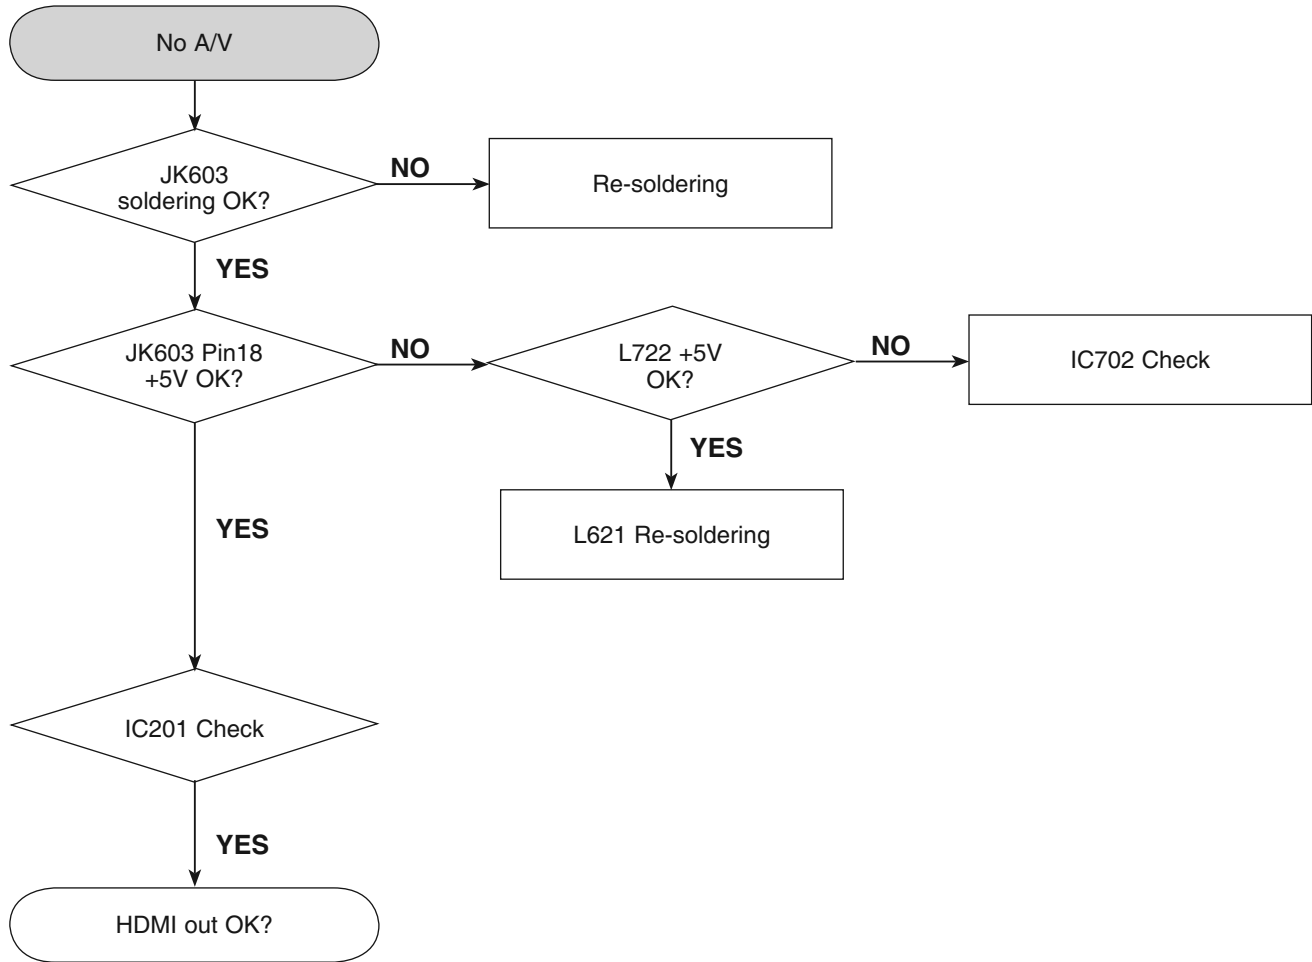 No A/V
JK603
soldering OK?
NO
Re-soldering
YES
JK603 Pin18
+5V OK?
NO
L722 +5V
OK?
NO
IC702 Check
YES
L621 Re-soldering
YES
IC201 Check
YES
HDMI out OK?